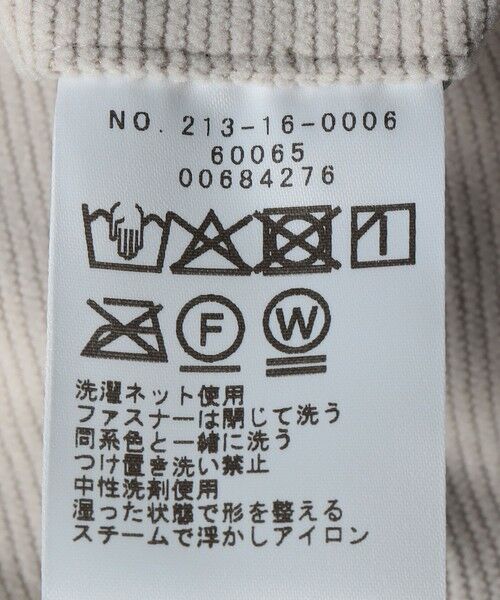 NO. 213-16-0006
60065
00684276
F W
洗濯ネット使用
ファスナーは閉じて洗う
同系色と一緒に洗う
つけ置き洗い禁止
中性洗剤使用
湿った状態で形を整える
スチームで浮かしアイロン